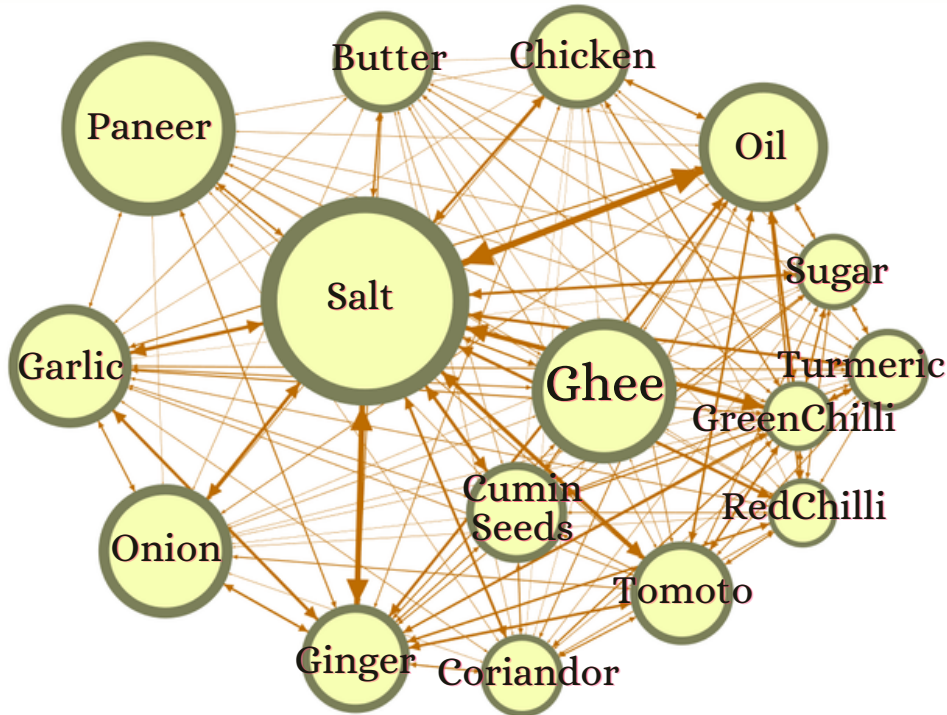 Butter
Chicken
Paneer
Oil
Sugar
Salt
Turmeric
Garlic
Ghee
GreenChilli
Cumin
Seeds
RedChilli
Onion
Tomoto
Ginger
Coriandor